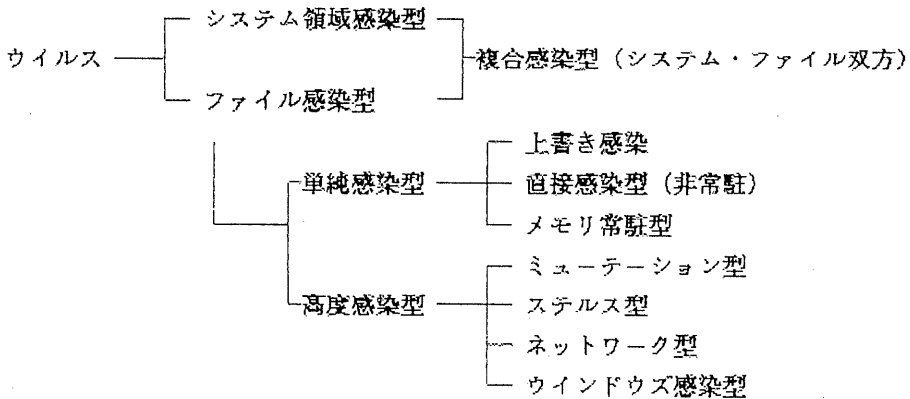 システム領域感染型
ウイルス
複合感染型（システム・ファイル双方）
ファイル感染型
上書き感染
単純感染型
直接感染型（非常駐）
メモリ常駐型
ミューテーション型
高度感染型
ステルス型
ネットワーク型
ウインドウズ感染型